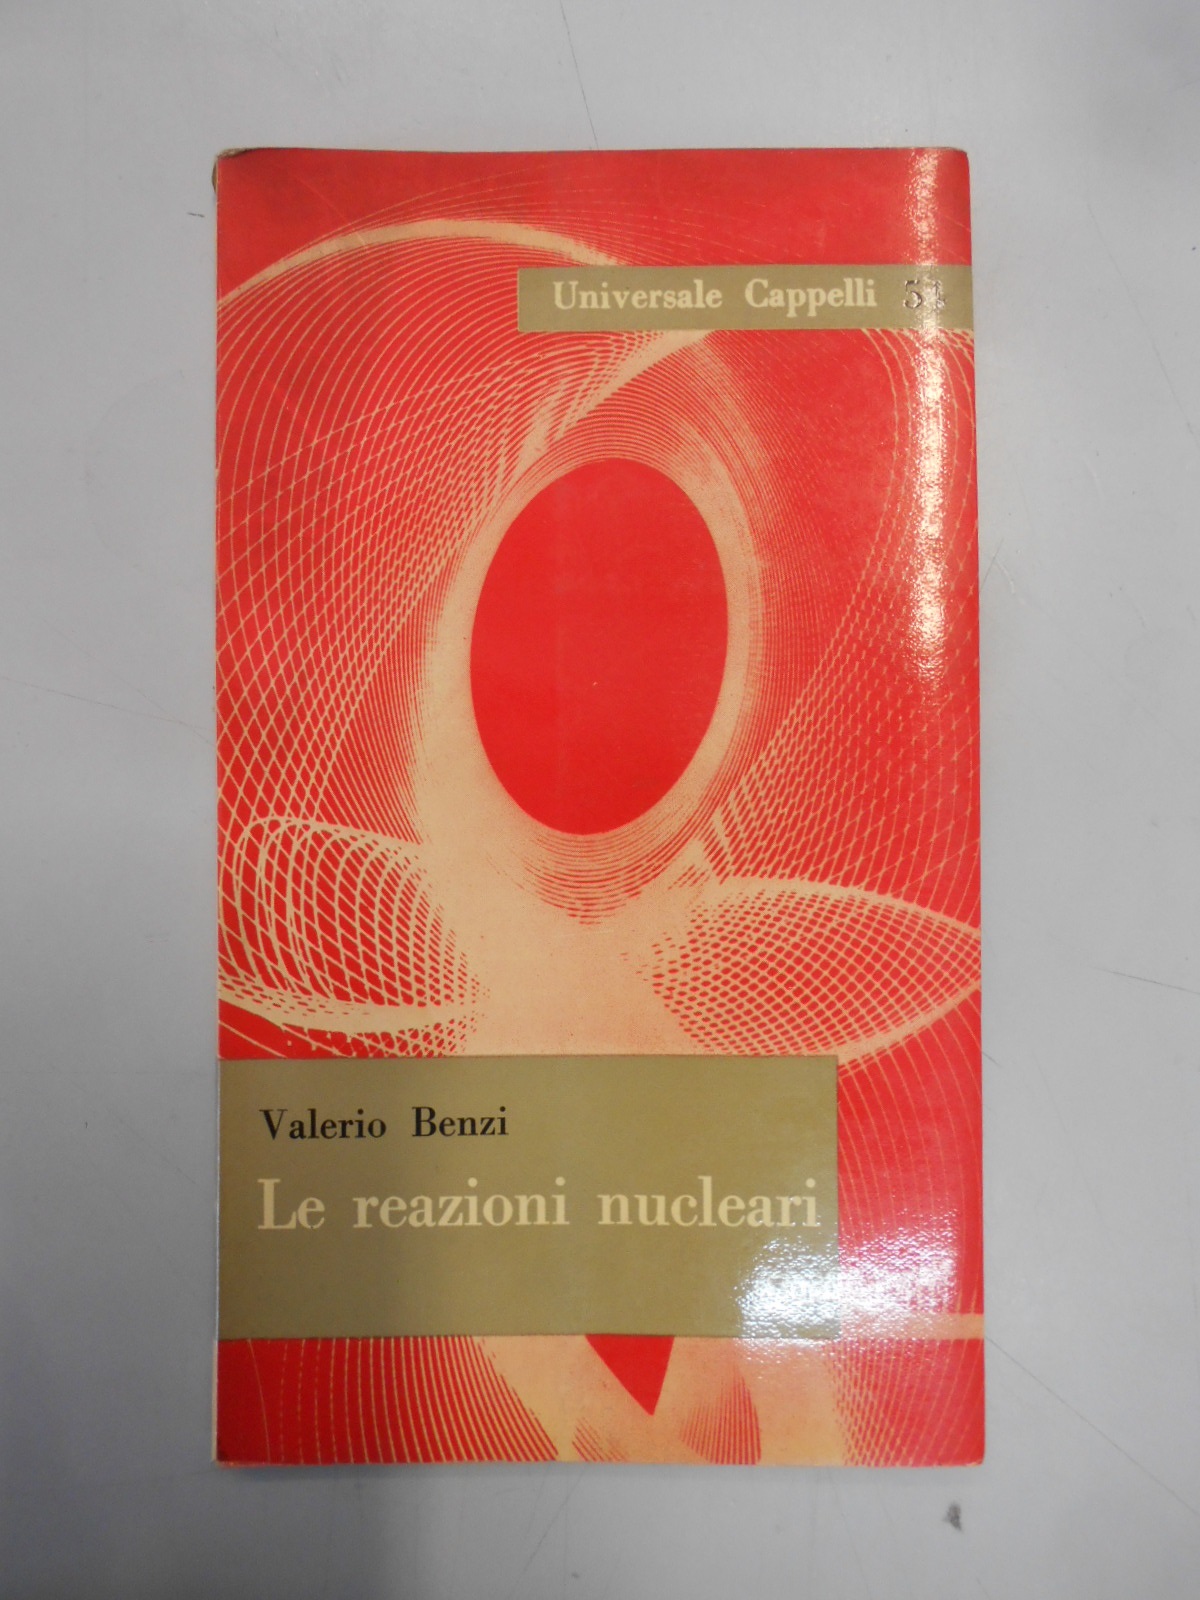 Universale Cappelli
Valerio Benzi
Le reazioni nucleari